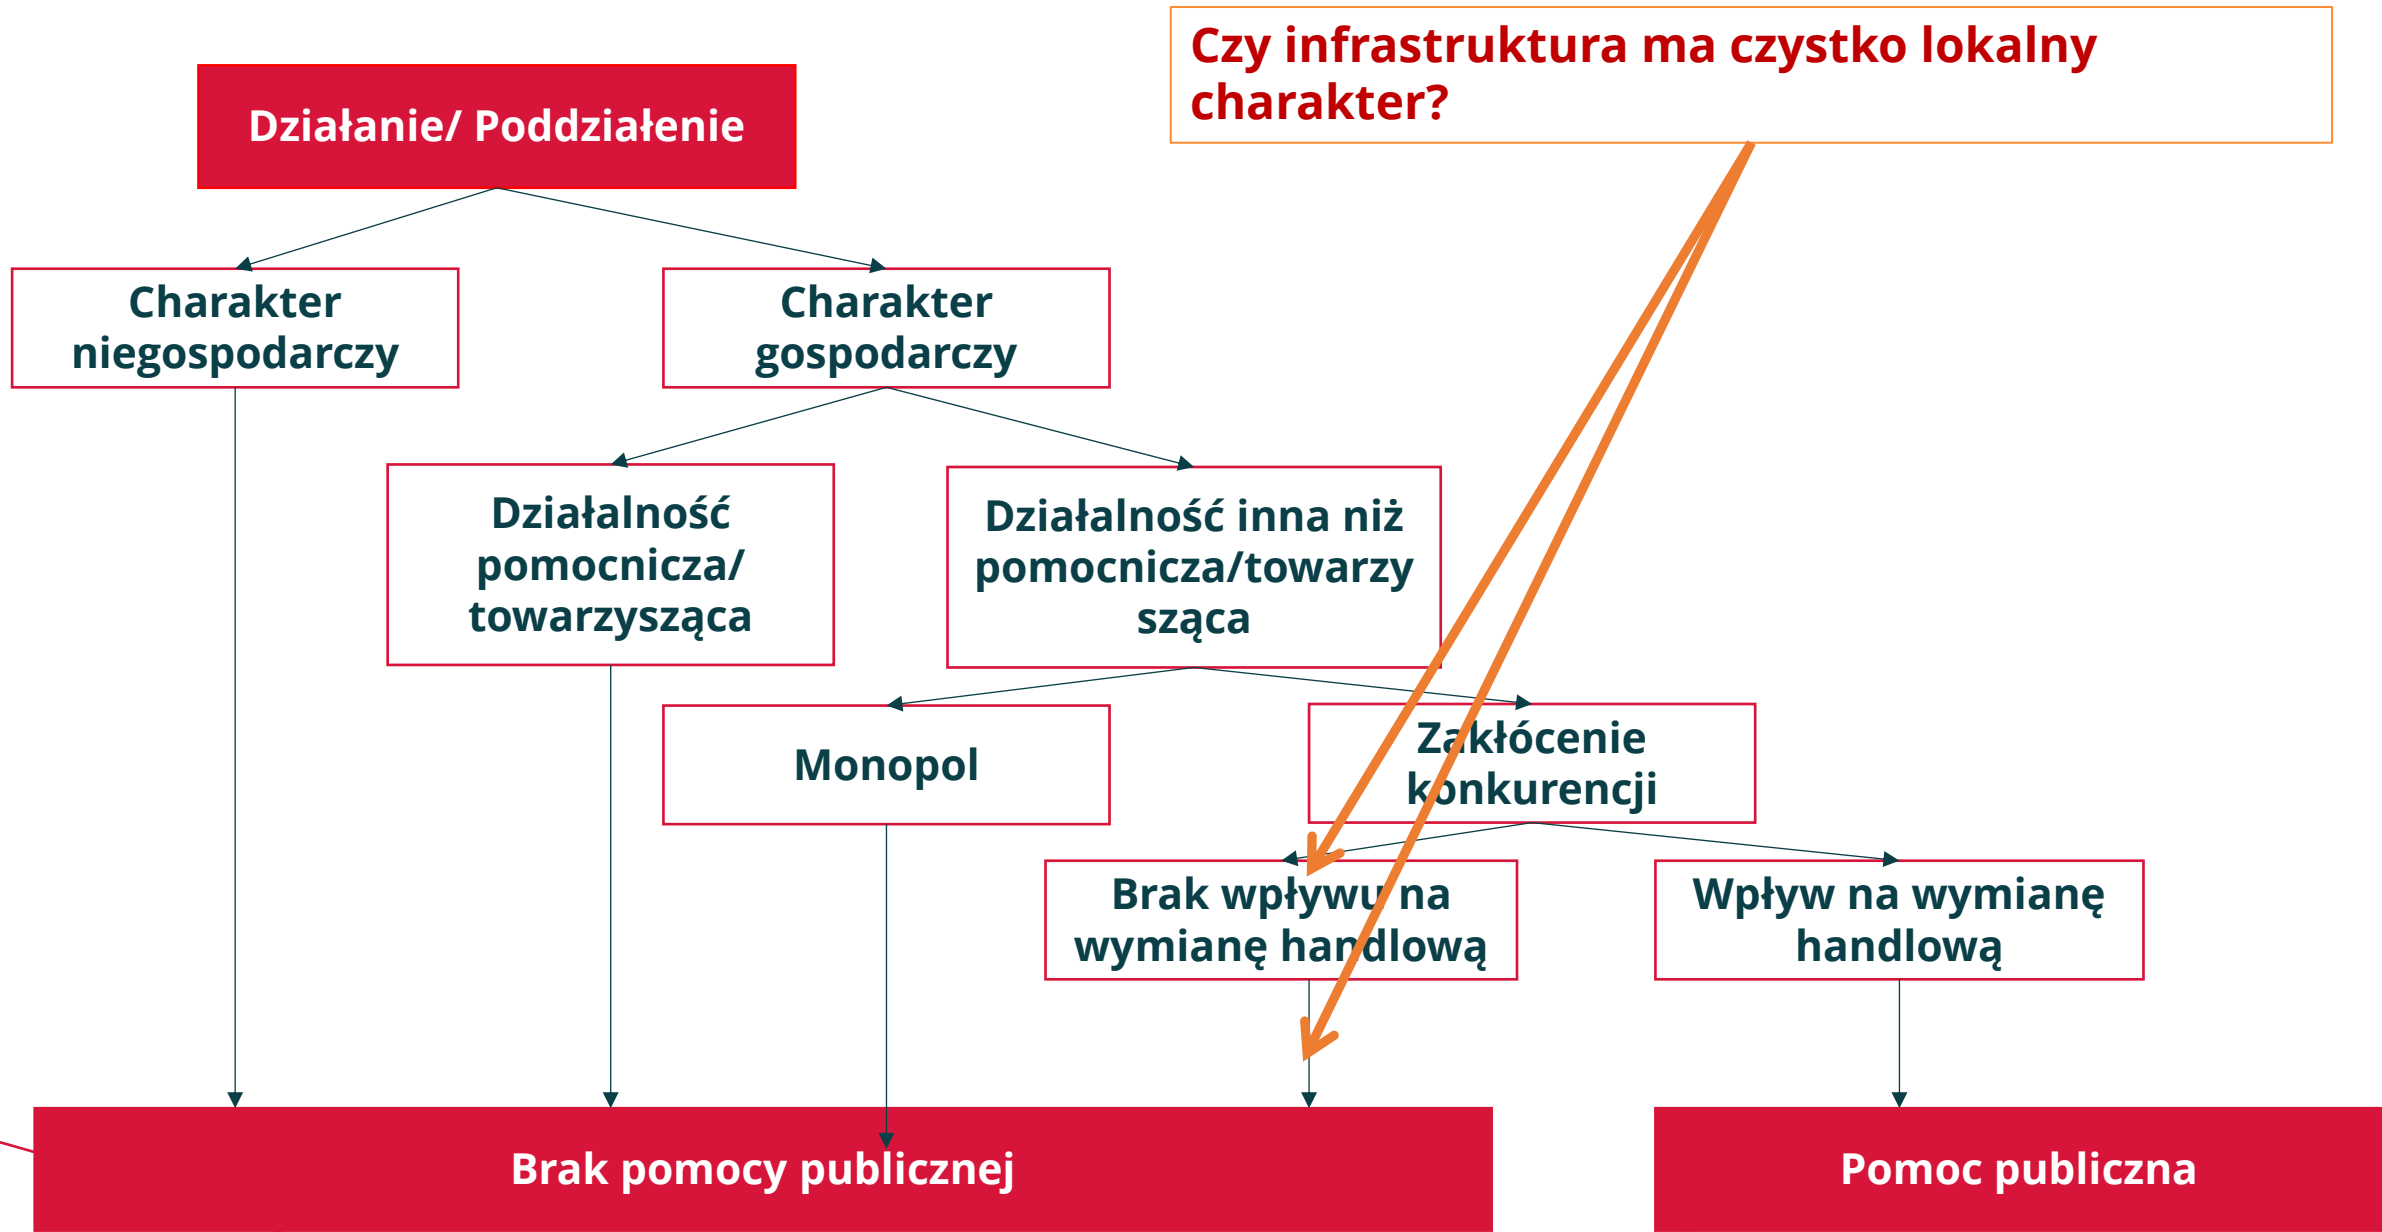 Czy infrastruktura ma czystko lokalny
charakter?
Działanie/ Poddziałenie
Charakter
niegospodarczy
Charakter
gospodarczy
Działalność
pomocnicza/
towarzysząca
Działalność inna niż
pomocnicza/towarzy
sząca
Monopol
Zakłócenie
konkurencji
Brak wpływu na
wymianę handlową
Wpływ na wymianę
handlową
Brak pomocy publicznej
Pomoc publiczna